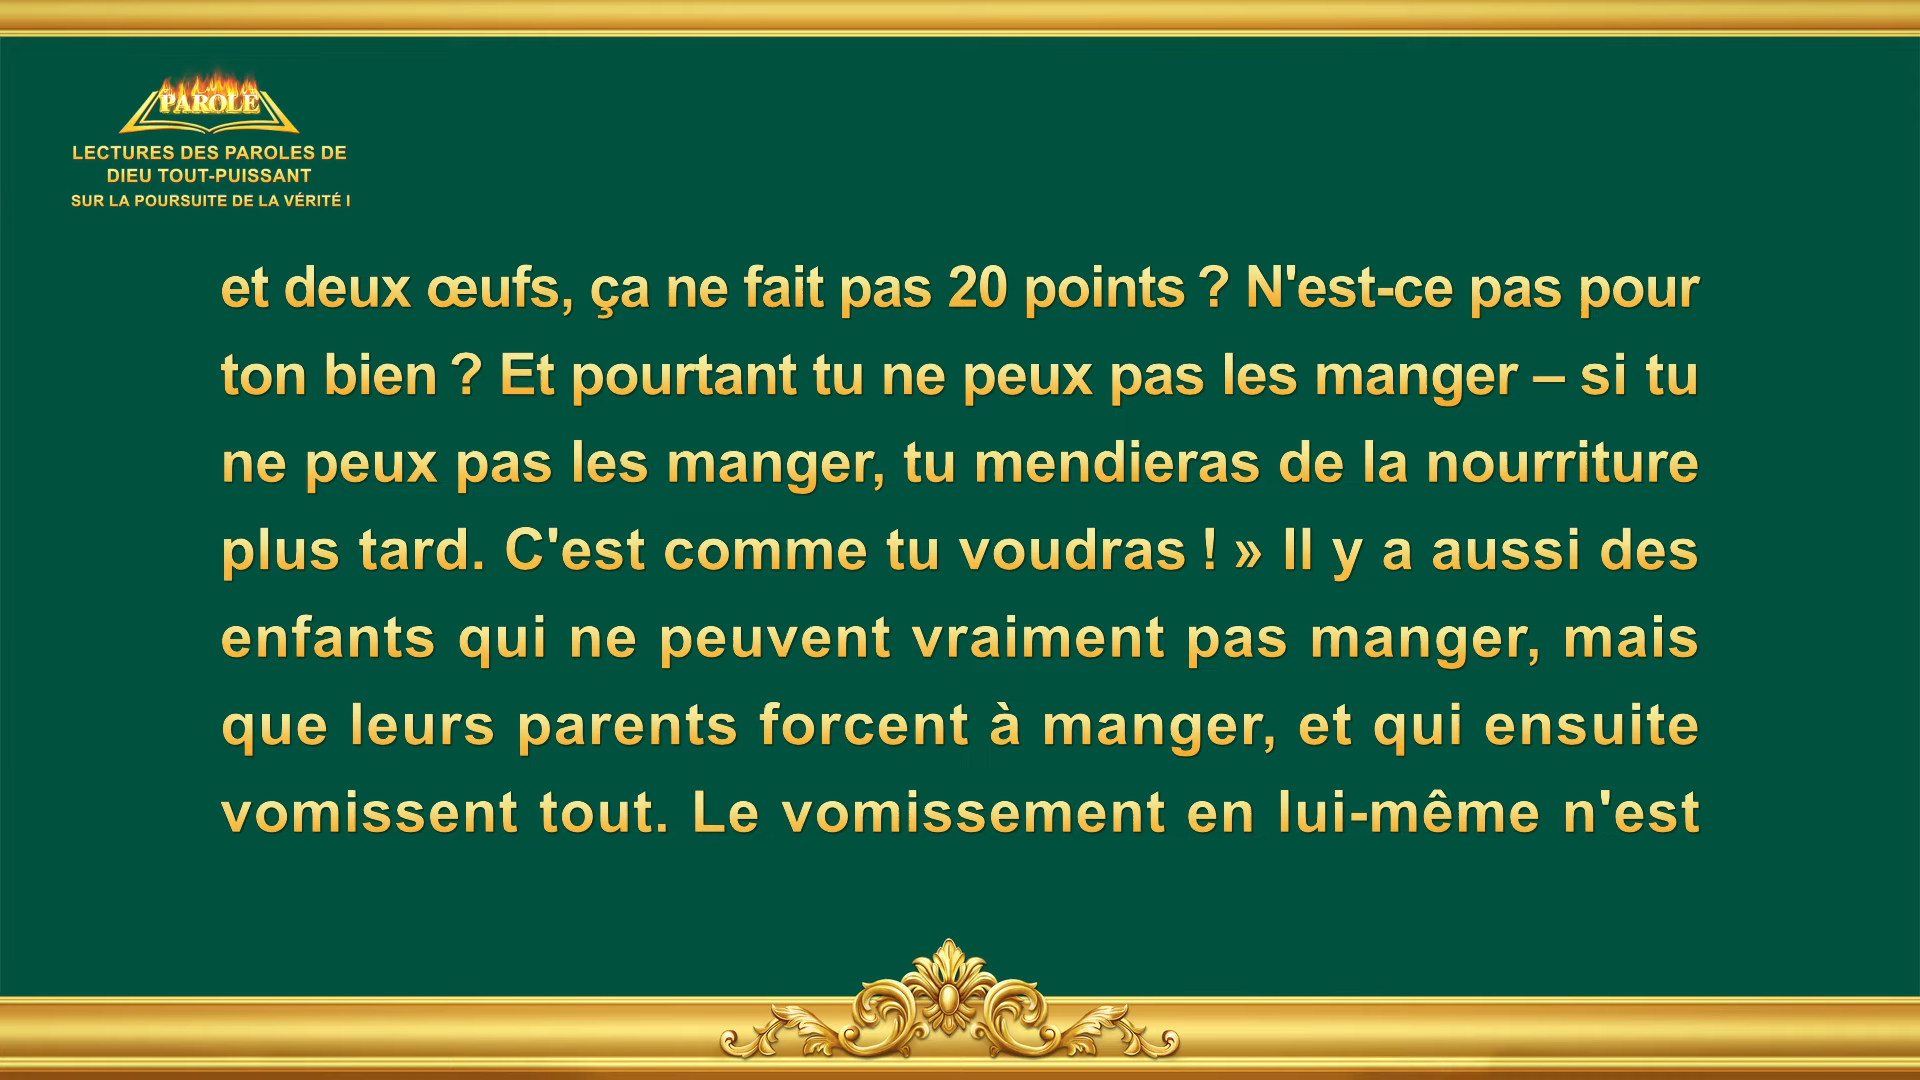 PAROLE
LECTURES DES PAROLES DE
DIEU TOUT-PUISSANT
SUR LA POURSUITE DE LA VÉRITÉ I
et deux œufs, ça ne fait pas 20 points ? N'est-ce pas pour
ton bien ? Et pourtant tu ne peux pas les manger – si tu
ne peux pas les manger, tu mendieras de la nourriture
plus tard. C'est comme tu voudras ! » Il y a aussi des
enfants qui ne peuvent vraiment pas manger, mais
que leurs parents forcent à manger, et qui ensuite
vomissent tout. Le vomissement en lui-même n'est